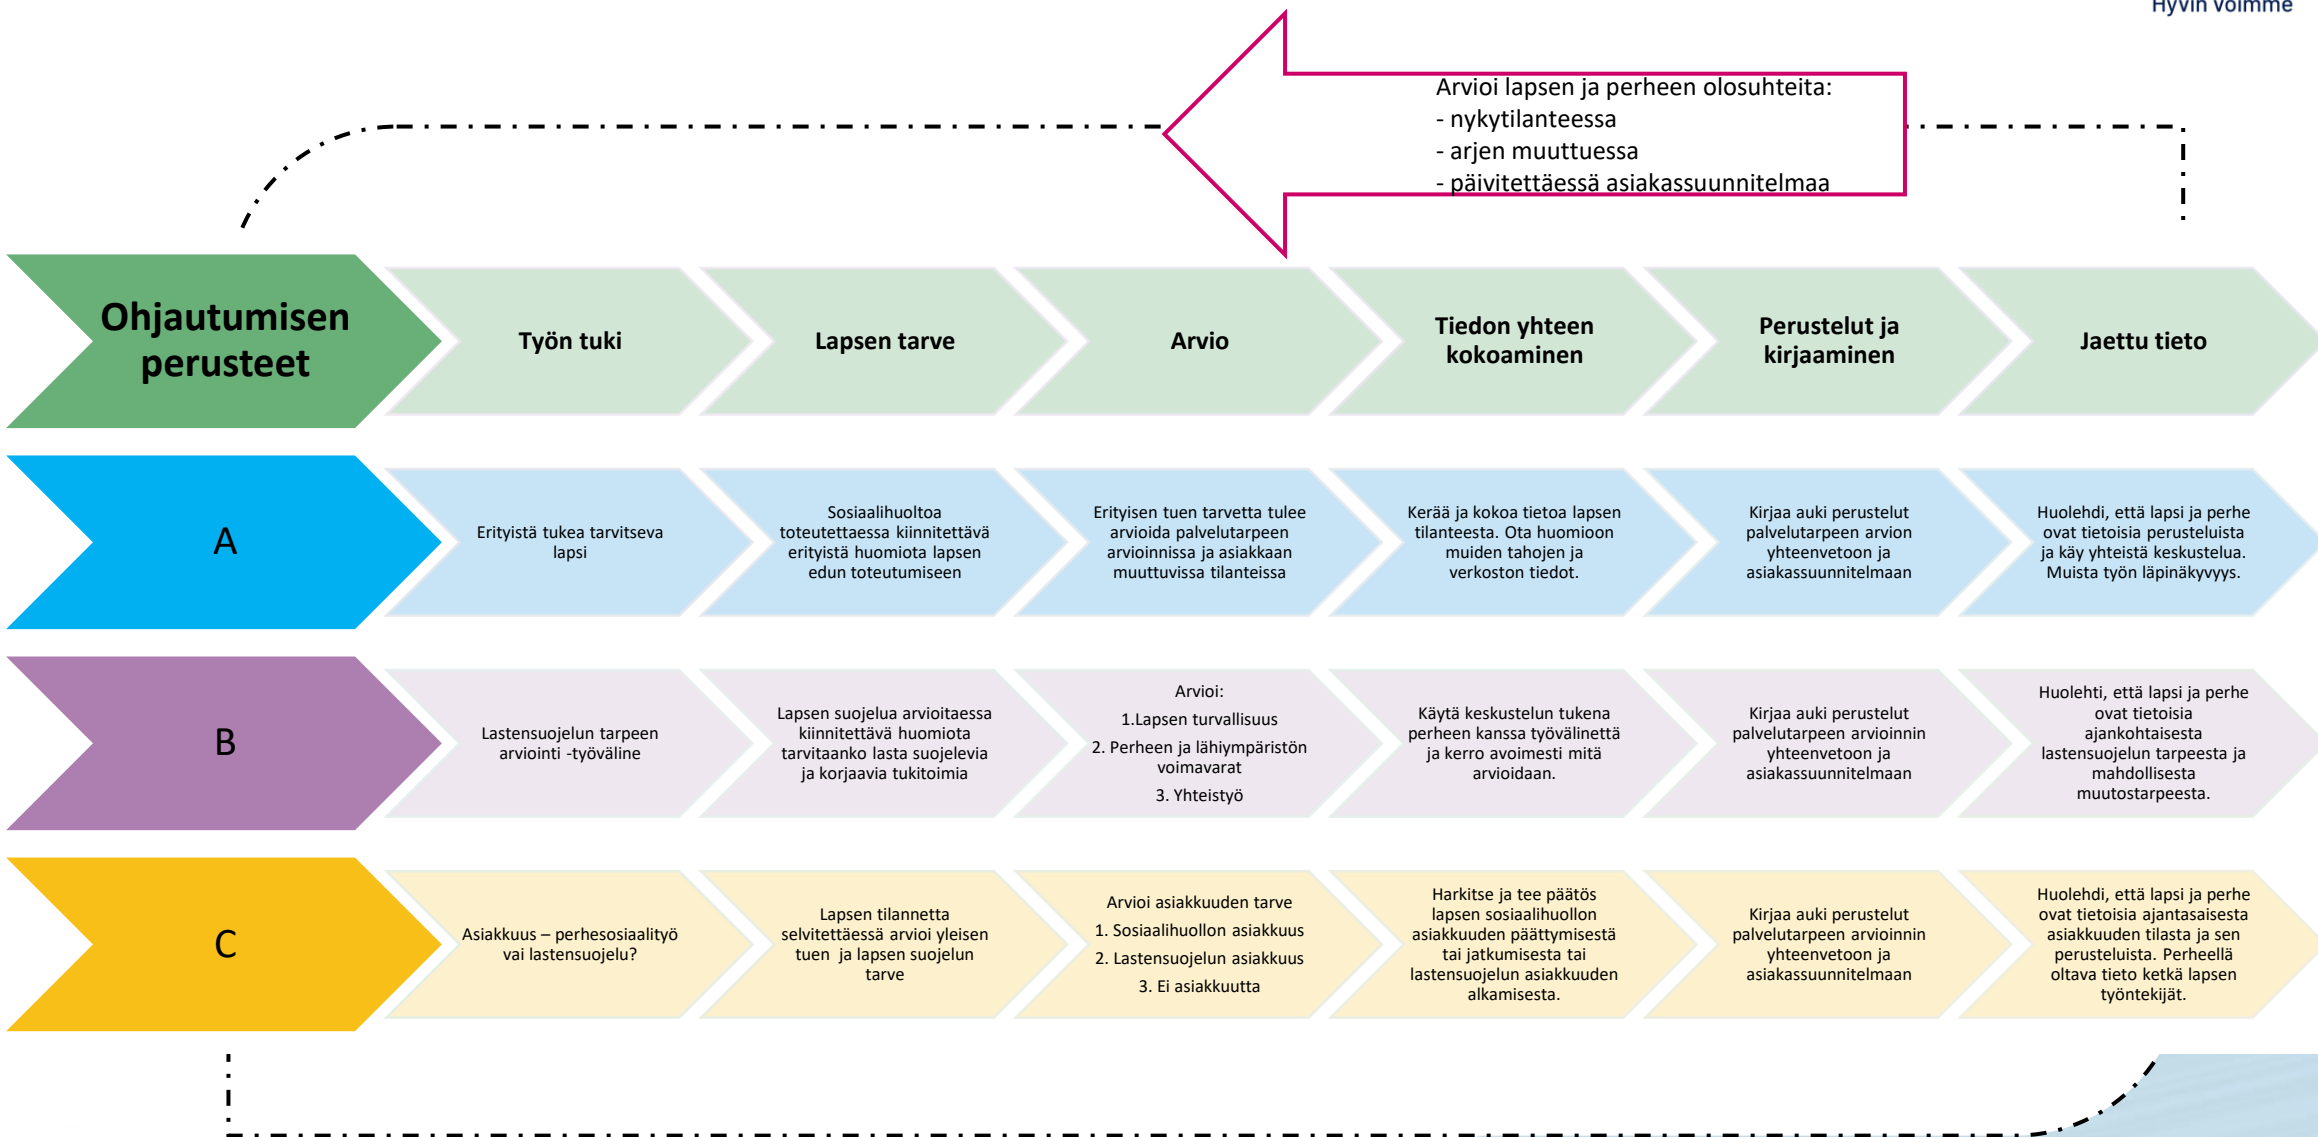 Hyvin voimme
Arvioi lapsen ja perheen olosuhteita:
- nykytilanteessa
- arjen muuttuessa
- päivitettäessä asiakassuunnitelmaa
Ohjautumisen
perusteet
Työn tuki
Lapsen tarve
Arvio
Tiedon yhteen
kokoaminen
Perustelut ja
kirjaaminen
Jaettu tieto
A
Erityistä tukea tarvitseva
lapsi
Sosiaalihuoltoa
toteutettaessa kiinnitettävä
erityistä huomiota lapsen
edun toteutumiseen
Erityisen tuen tarvetta tulee
arvioida palvelutarpeen
arvioinnissa ja asiakkaan
muuttuvissa tilanteissa
Kerää ja kokoa tietoa lapsen
tilanteesta. Ota huomioon
muiden tahojen ja
verkoston tiedot.
Kirjaa auki perustelut
palvelutarpeen arvion
yhteenvetoon ja
asiakassuunnitelmaan
Huolehdi, että lapsi ja perhe
ovat tietoisia perusteluista
ja käy yhteistä keskustelua.
Muista työn läpinäkyvyys.
B
Lastensuojelun tarpeen
arviointi -työväline
Lapsen suojelua arvioitaessa
kiinnitettävä huomiota
tarvitaanko lasta suojelevia
ja korjaavia tukitoimia
Arvioi:
1.Lapsen turvallisuus
2. Perheen ja lähiympäristön
voimavarat
3. Yhteistyö
Käytä keskustelun tukena
perheen kanssa työvälinettä
ja kerro avoimesti mitä
arvioidaan.
Kirjaa auki perustelut
palvelutarpeen arvioinnin
yhteenvetoon ja
asiakassuunnitelmaan
Huolehti, että lapsi ja perhe
ovat tietoisia
ajankohtaisesta
lastensuojelun tarpeesta ja
mahdollisesta
muutostarpeesta.
C
Asiakkuus – perhesosiaalityö
vai lastensuojelu?
Lapsen tilannetta
selvitettäessä arvioi yleisen
tuen  ja lapsen suojelun
tarve
Arvioi asiakkuuden tarve
1. Sosiaalihuollon asiakkuus
2. Lastensuojelun asiakkuus
3. Ei asiakkuutta
Harkitse ja tee päätös
lapsen sosiaalihuollon
asiakkuuden päättymisestä
tai jatkumisesta tai
lastensuojelun asiakkuuden
alkamisesta.
Kirjaa auki perustelut
palvelutarpeen arvioinnin
yhteenvetoon ja
asiakassuunnitelmaan
Huolehdi, että lapsi ja perhe
ovat tietoisia ajantasaisesta
asiakkuuden tilasta ja sen
perusteluista. Perheellä
oltava tieto ketkä lapsen
työntekijät.